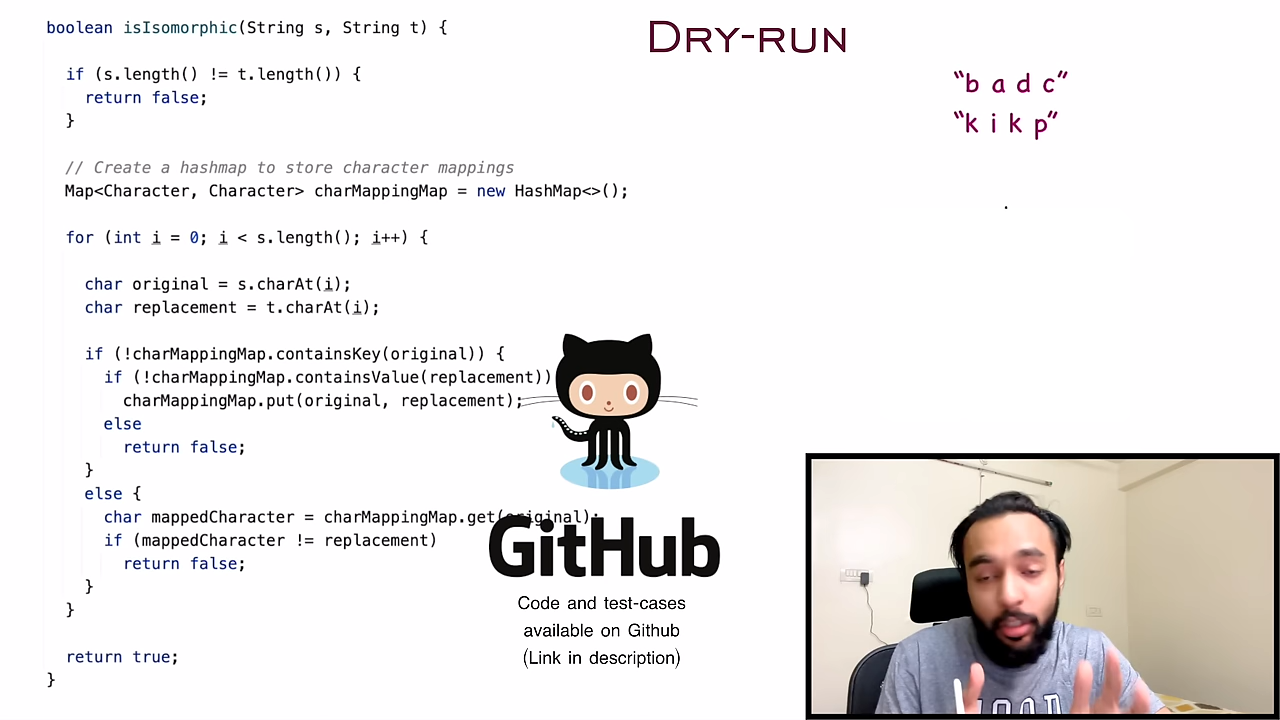 boolean isIsomorphic(String s, String t) {
if (s.length() != t.length()) {
return false;
}
// Create a hashmap to store character mappings
Map<Character, Character> charMappingMap = new HashMap<>();
for (int i = 0; i < s.length(); i++) {
char original = s.charAt(i);
char replacement = t.charAt(i);
if (!charMappingMap.containsKey(original)) {
if (!charMappingMap.containsValue(replacement))
charMappingMap.put(original, replacement);
else
return false;
}
else {
char mappedCharacter = charMappingMap.get(original);
if (mappedCharacter != replacement)
return false;
}
}
return true;
}
DRY-RUN
“b a d c”
“k i k p”
GitHub
Code and test-cases
available on Github
(Link in description)